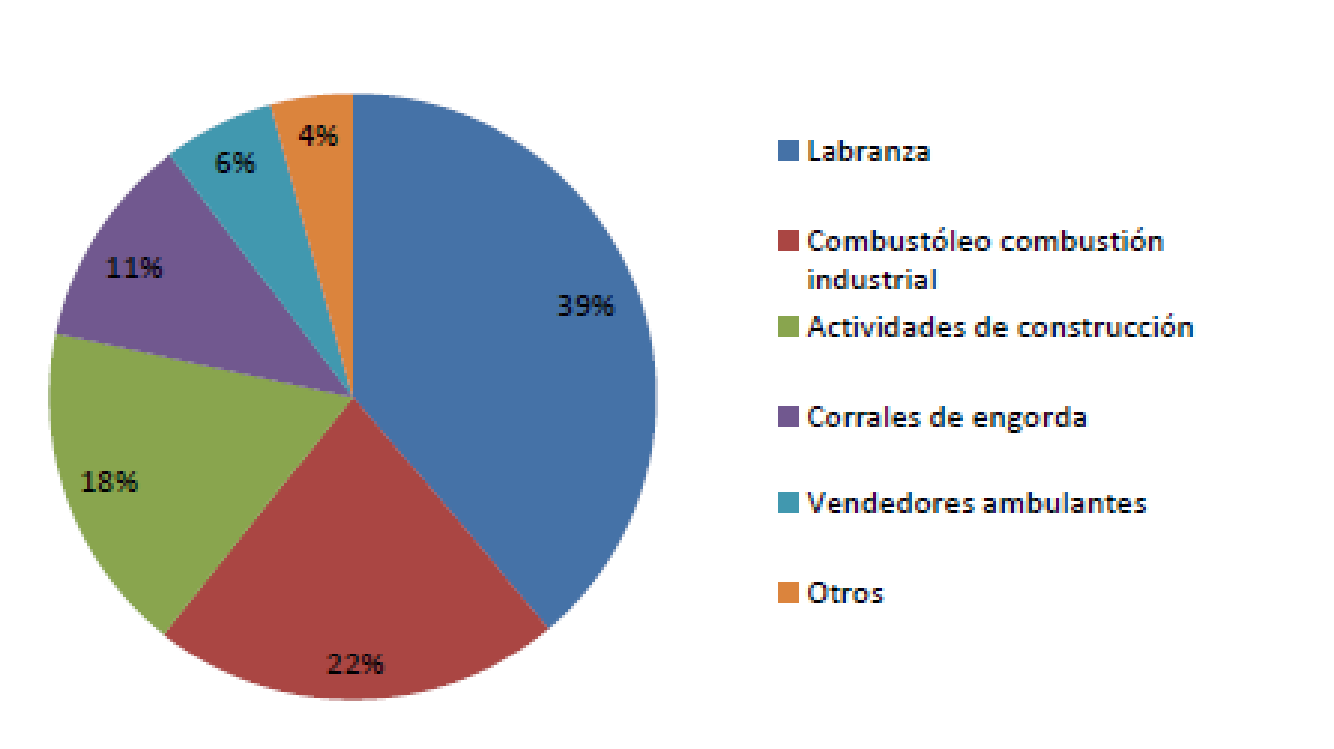 4%
6%
11%
39%
18%
22%
Labranza
Combustóleo combustión
industrial
Actividades de construcción
Corrales de engorda
Vendedores ambulantes
Otros